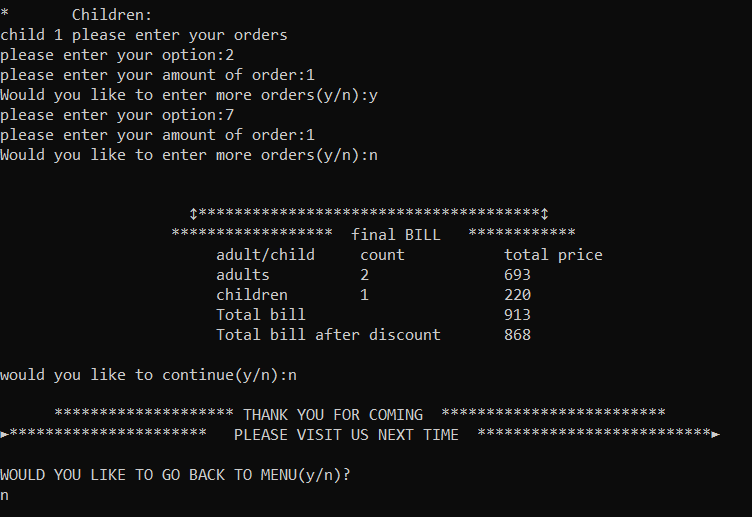 *       Children:
child 1 please enter your orders
please enter your option:2
please enter your amount of order:1
Would you like to enter more orders(y/n):y
please enter your option:7
please enter your amount of order:1
Would you like to enter more orders(y/n):n
↕**************************************↕
******************  final BILL   ************
adult/child     count           total price
adults          2               693
children        1               220
Total bill                      913
Total bill after discount       868
would you like to continue(y/n):n
******************** THANK YOU FOR COMING  *************************
►**********************   PLEASE VISIT US NEXT TIME  **************************►
WOULD YOU LIKE TO GO BACK TO MENU(y/n)?
n